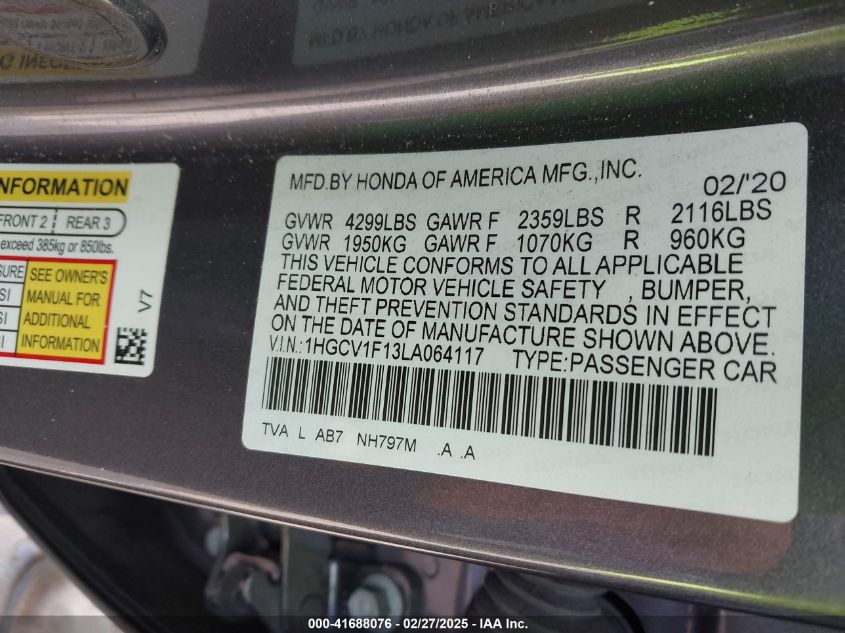 MFD.BY HONDA OF AMERICA MFG.,INC. 02/'20
GVWR 4299LBS GAWR F 2359LBS R 2116LBS
GVWR 1950KG GAWR F 1070KG R 960KG
THIS VEHICLE CONFORMS TO ALL APPLICABLE
FEDERAL MOTOR VEHICLE SAFETY , BUMPER,
AND THEFT PREVENTION STANDARDS IN EFFECT
ON THE DATE OF MANUFACTURE SHOWN ABOVE.
V.I.N.:1HGCV1F13LA064117 TYPE:PASSENGER CAR
TVA L AB7 NH797M .A .A
INFORMATION
FRONT 2 REAR 3
exceed 385kg or 850lbs.
SEE OWNER'S
MANUAL FOR
ADDITIONAL
INFORMATION
V7
000-41688076 - 02/27/2025 - IAA Inc.